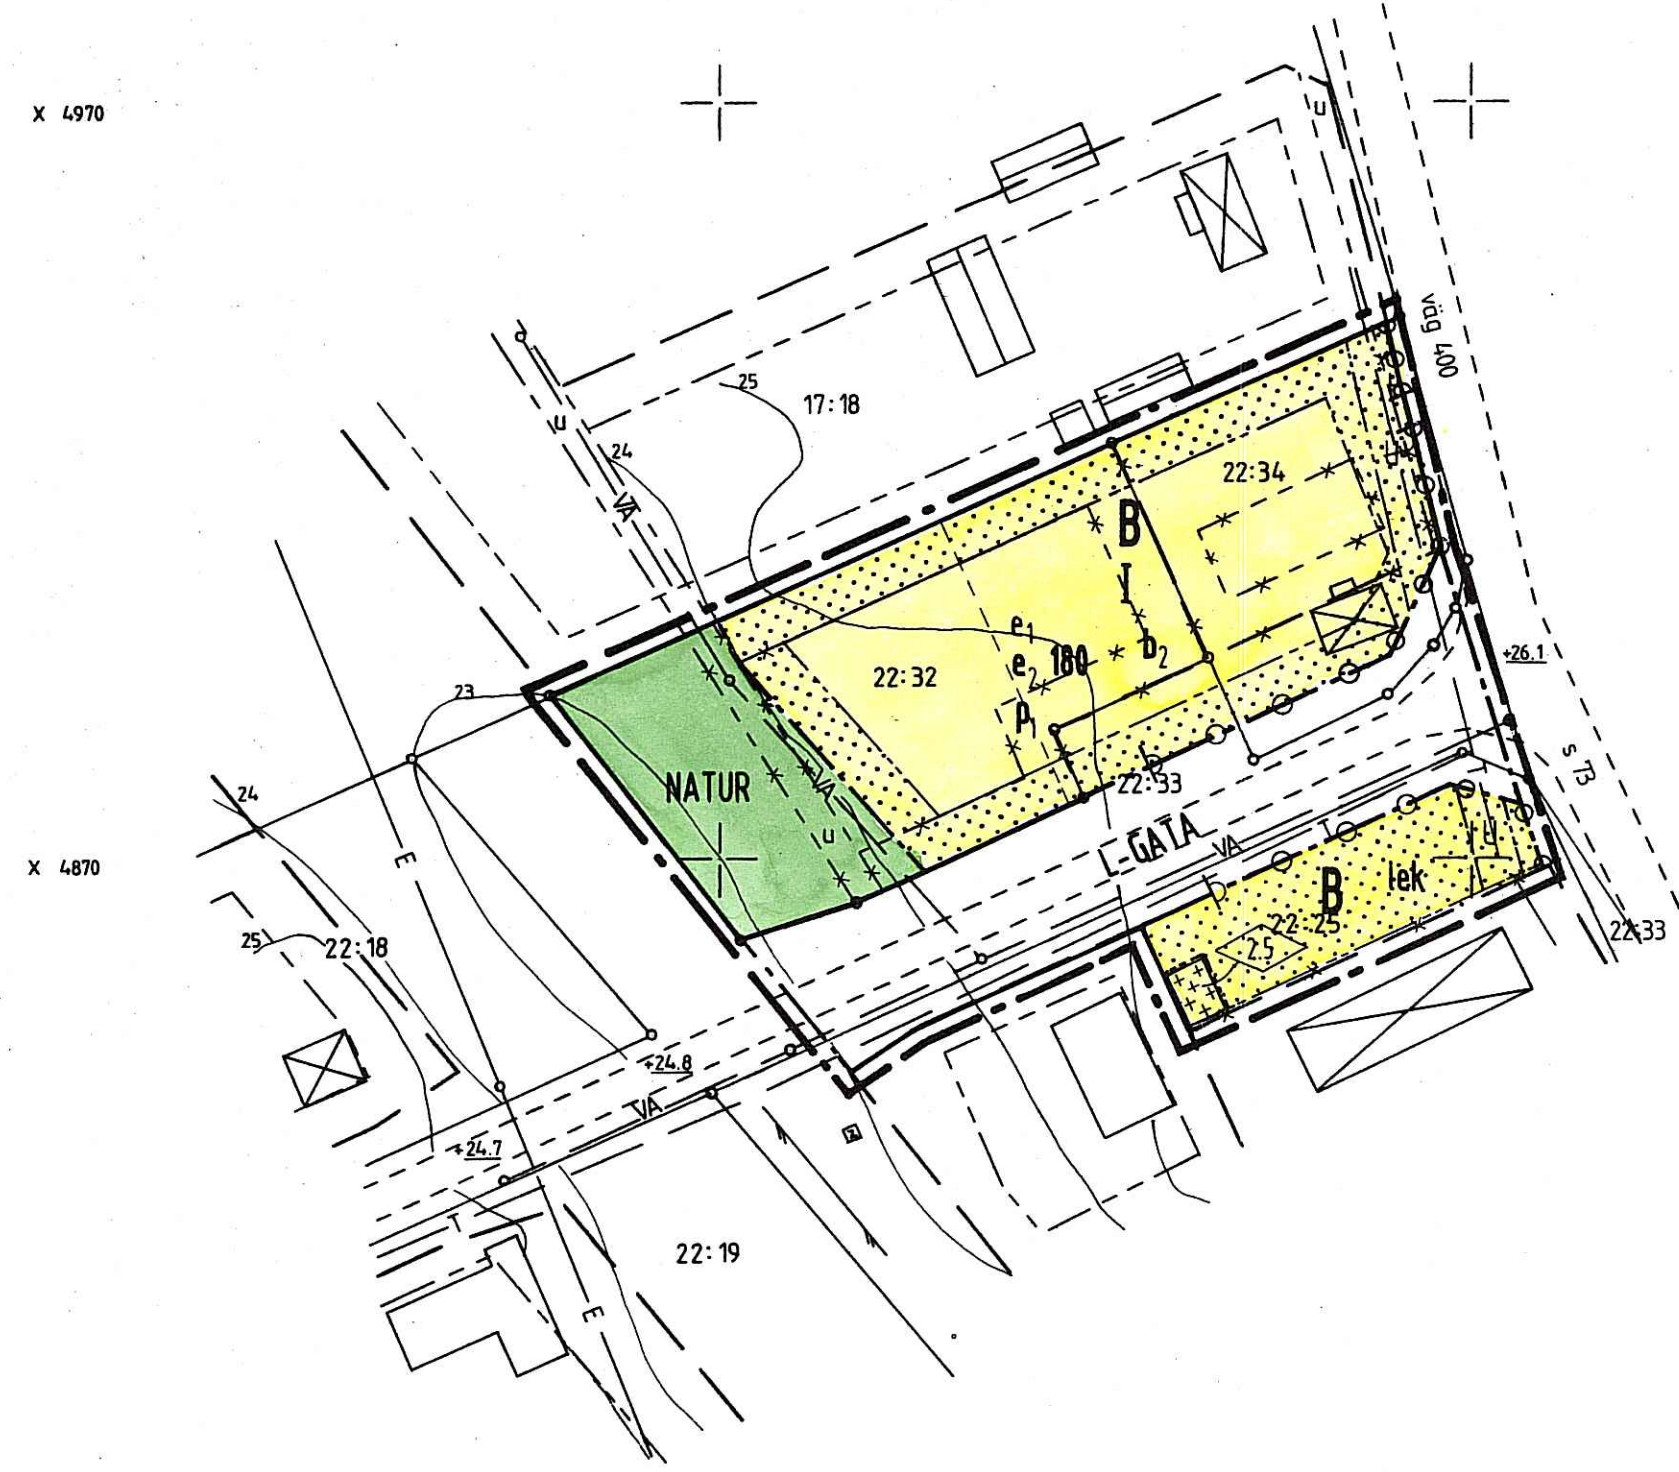 X 4970
u
väg 400
25
17:18
u
24
VA
22:34
B
I
e1
e2 180
b2
p1
22:32
+26.1
23
NATUR
VA
u
s 73
22:33
L-GATA
VA
24
E
X 4870
B
lek
u
22:25
2.5
22:33
25
22:18
+24.8
VA
+24.7
T
22:19
E